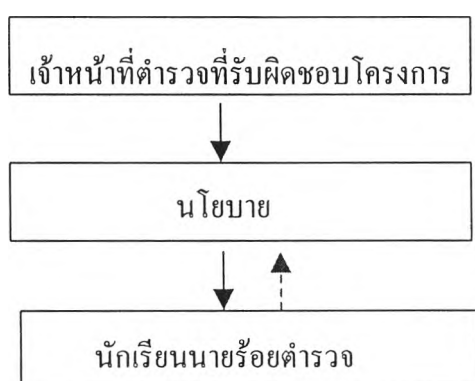 เจ้าหน้าที่ตำรวจที่รับผิดชอบโครงการ
นโยบาย
นักเรียนนายร้อยตำรวจ